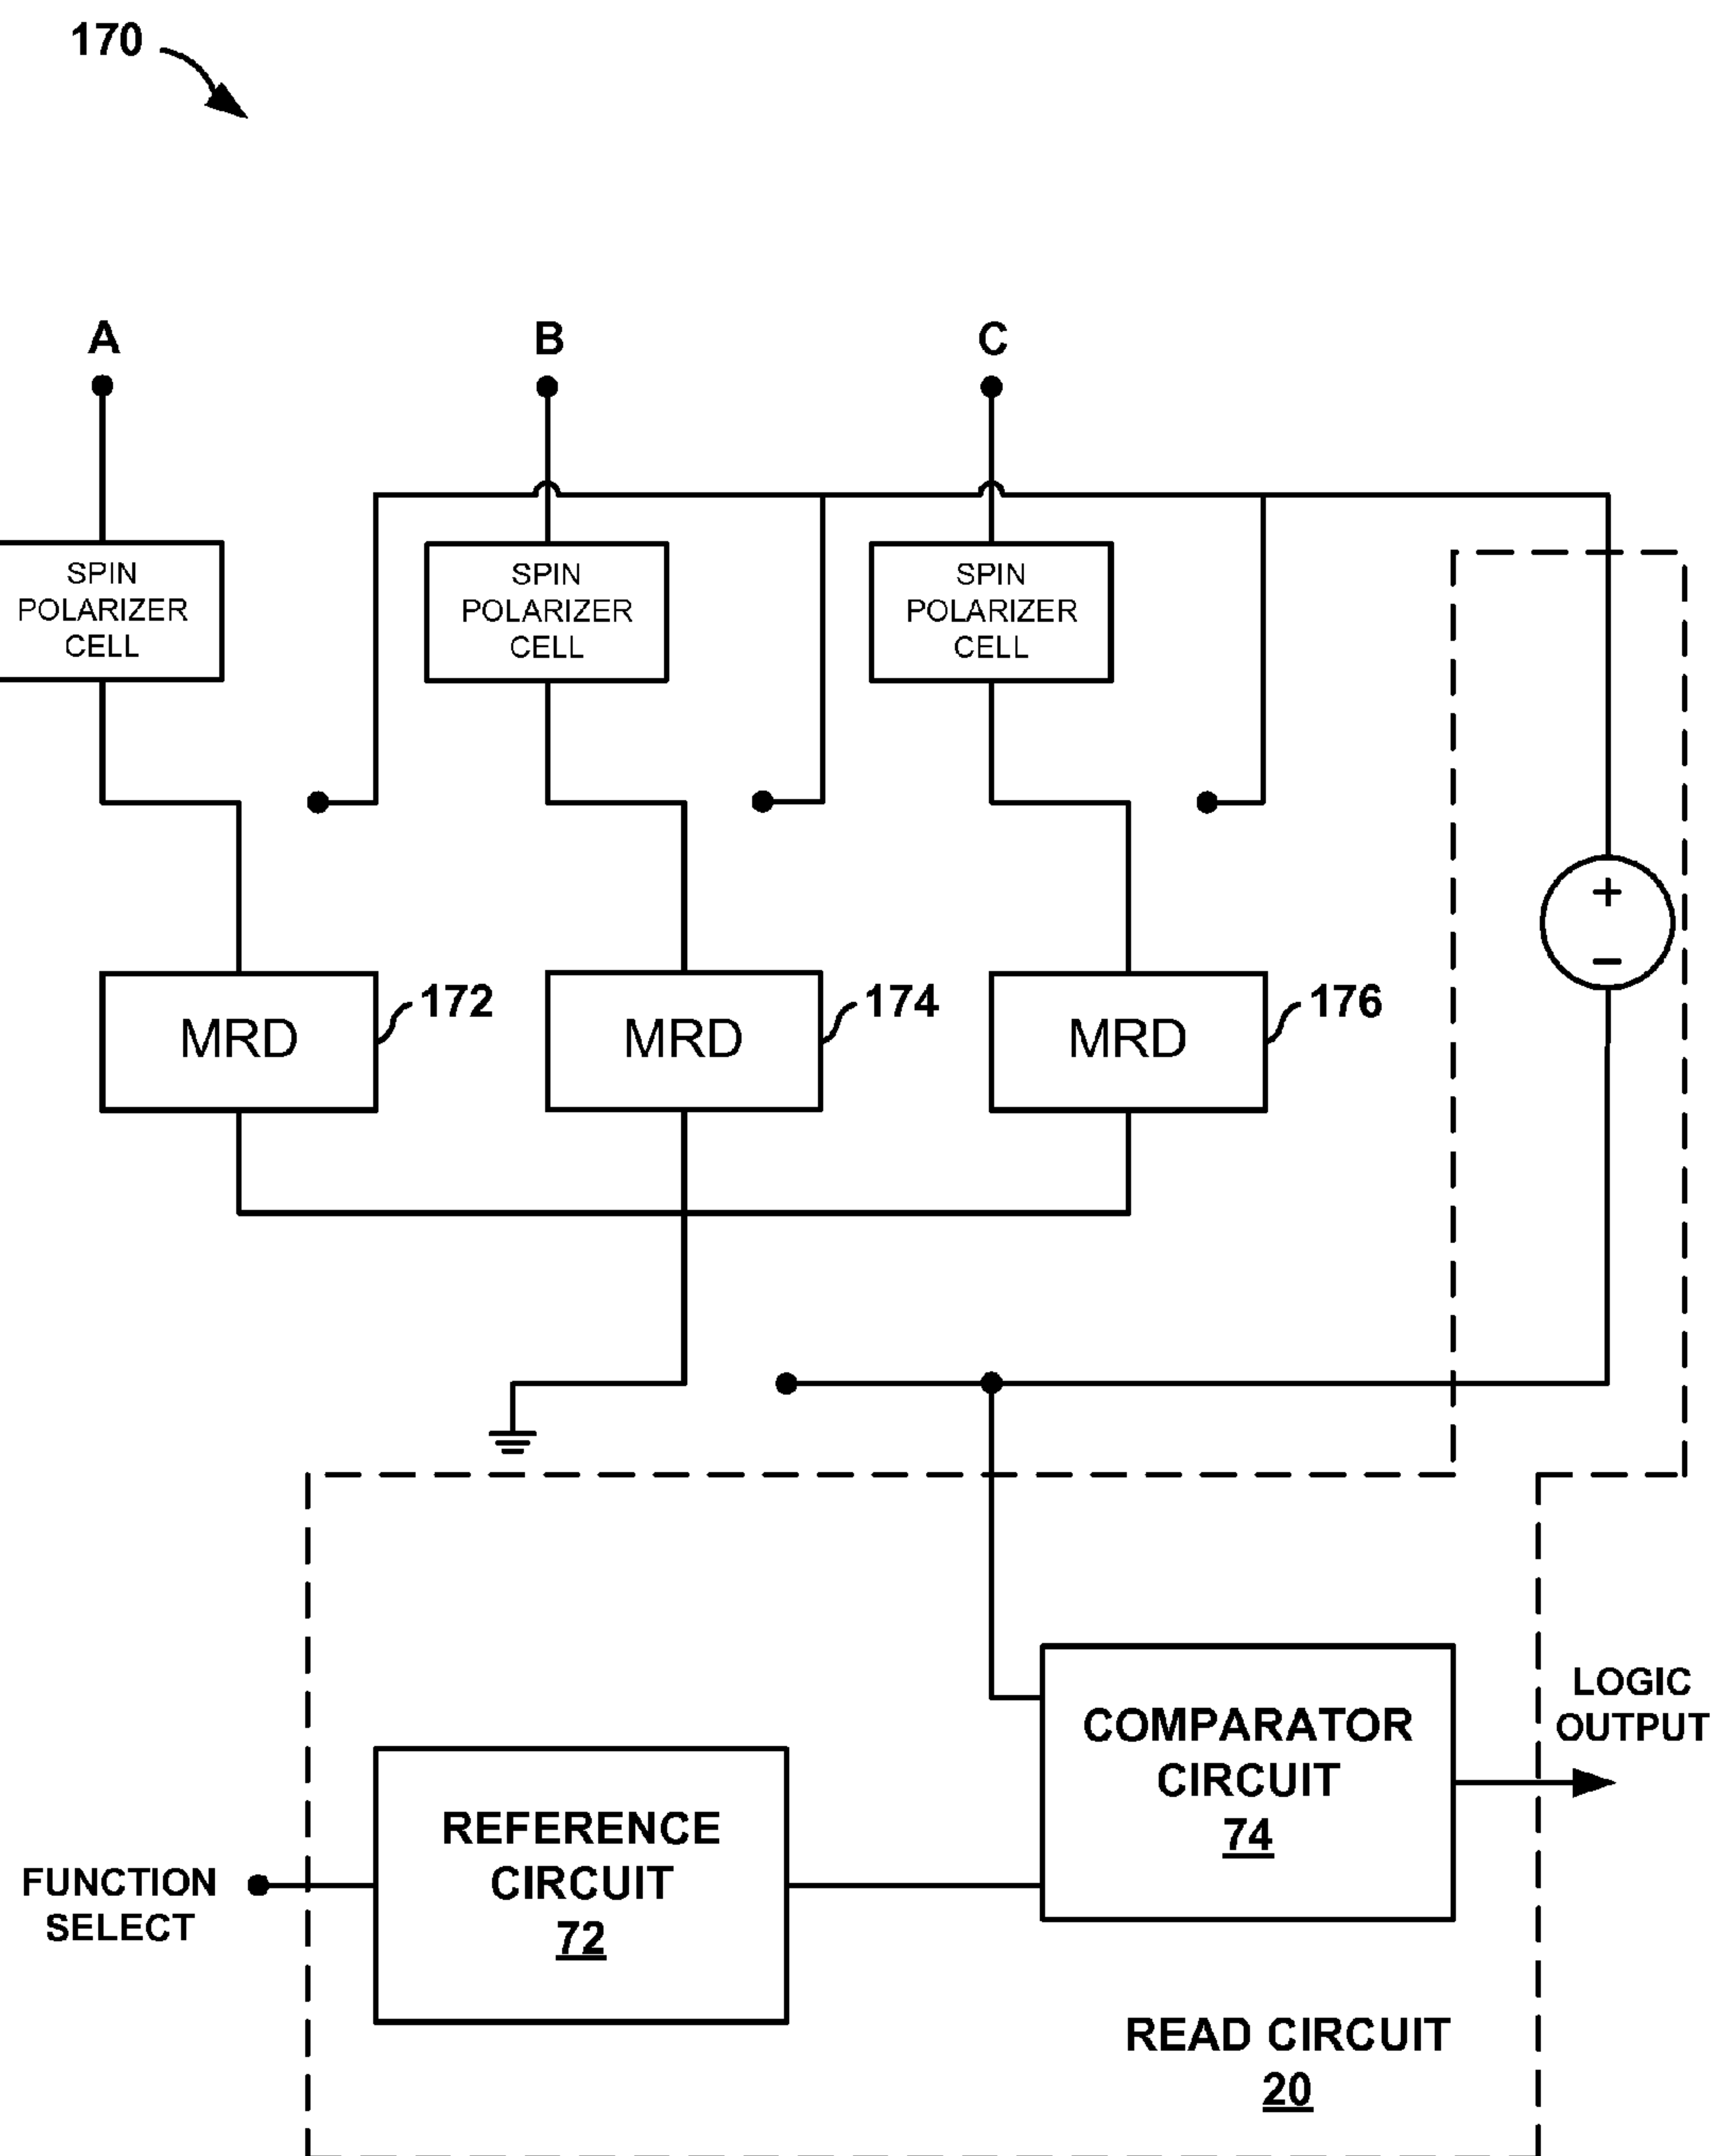 170
A
B
C
SPIN
POLARIZER
CELL
SPIN
POLARIZER
CELL
SPIN
POLARIZER
CELL
+
−
MRD
172
MRD
174
MRD
176
COMPARATOR
CIRCUIT
74
LOGIC
OUTPUT
REFERENCE
CIRCUIT
72
FUNCTION
SELECT
READ CIRCUIT
20